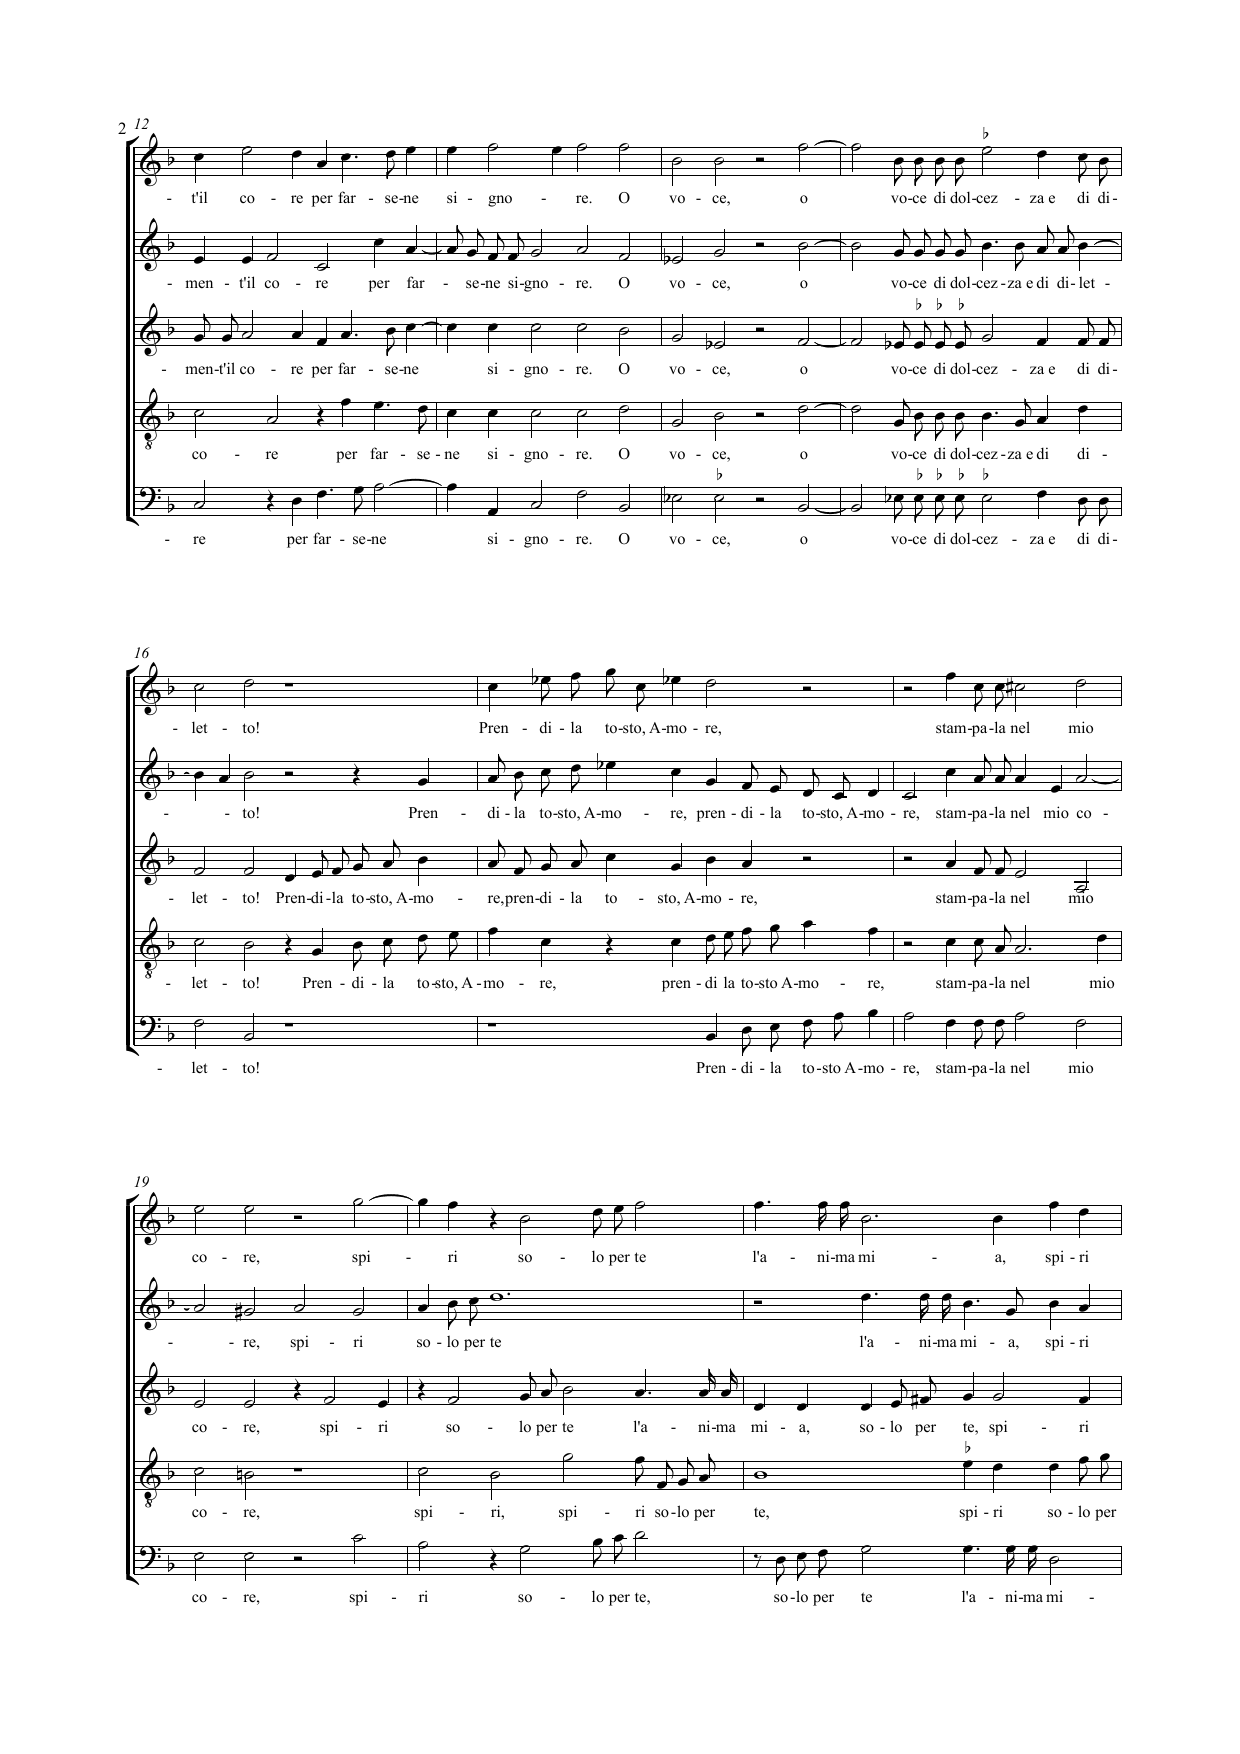 2 12
- t'il co - re per far - se-ne si - gno - re. O vo - ce, o vo-ce di dol-cez - za e di di-
- men - t'il co - re per far - se-ne si-gno - re. O vo - ce, o vo-ce di dol-cez-za e di di-let -
- men-t'il co - re per far - se-ne si - gno - re. O vo - ce, o vo-ce di dol-cez - za e di di-
co - re per far - se-ne si - gno - re. O vo - ce, o vo-ce di dol-cez-za e di di -
- re per far - se-ne si - gno - re. O vo - ce, o vo-ce di dol-cez - za e di di-
16
- let - to! Pren - di - la to-sto, A-mo - re, stam-pa-la nel mio
- - to! Pren - di - la to-sto, A-mo - re, pren - di - la to-sto, A-mo - re, stam-pa-la nel mio co -
- let - to! Pren-di-la to-sto, A-mo - re,pren-di - la to - sto, A-mo - re, stam-pa-la nel mio
- let - to! Pren - di - la to-sto, A-mo - re, pren - di la to-sto A-mo - re, stam-pa-la nel mio
- let - to! Pren - di - la to-sto A-mo - re, stam-pa-la nel mio
19
co - re, spi - ri so - lo per te l'a - ni-ma mi - a, spi - ri
- - re, spi - ri so - lo per te l'a - ni-ma mi - a, spi - ri
co - re, spi - ri so - lo per te l'a - ni-ma mi - a, so - lo per te, spi - ri
co - re, spi - ri, spi - ri so-lo per te, spi - ri so - lo per
co - re, spi - ri so - lo per te, so-lo per te l'a - ni-ma mi -